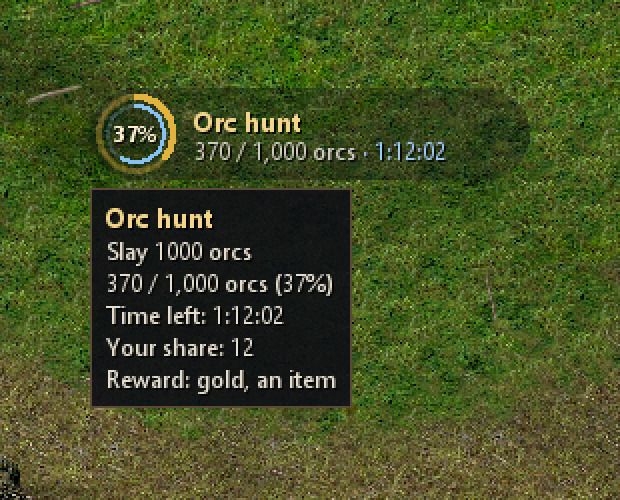 37%
Orc hunt
370 / 1,000 orcs · 1:12:02
Orc hunt
Slay 1000 orcs
370 / 1,000 orcs (37%)
Time left: 1:12:02
Your share: 12
Reward: gold, an item